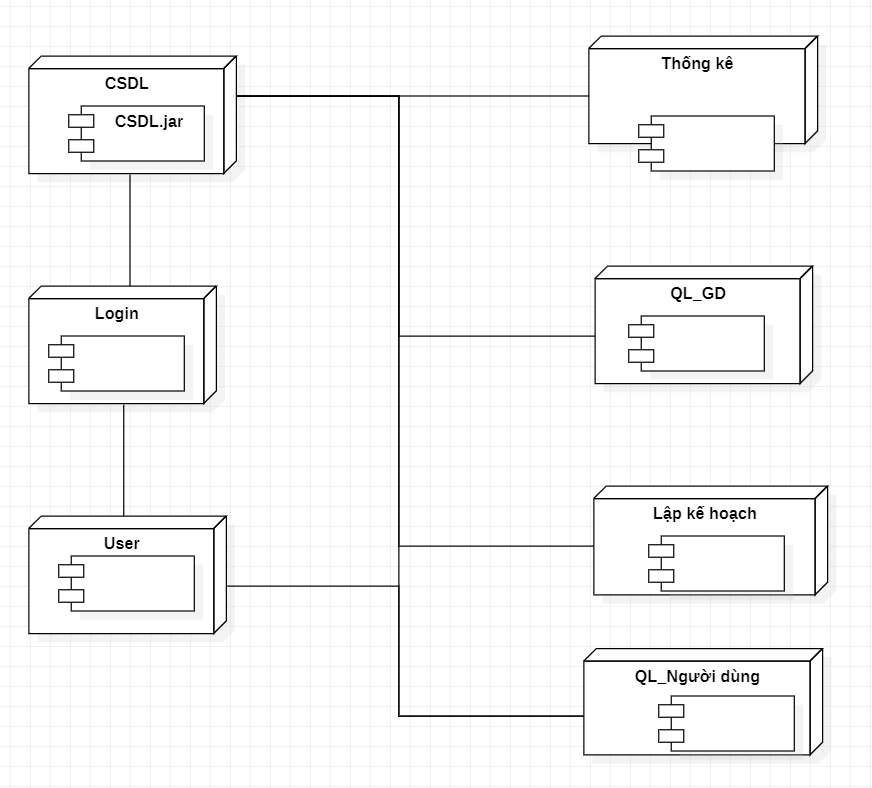 CSDL
CSDL.jar
Thống kê
Login
QL_GD
User
Lập kế hoạch
QL_Người dùng